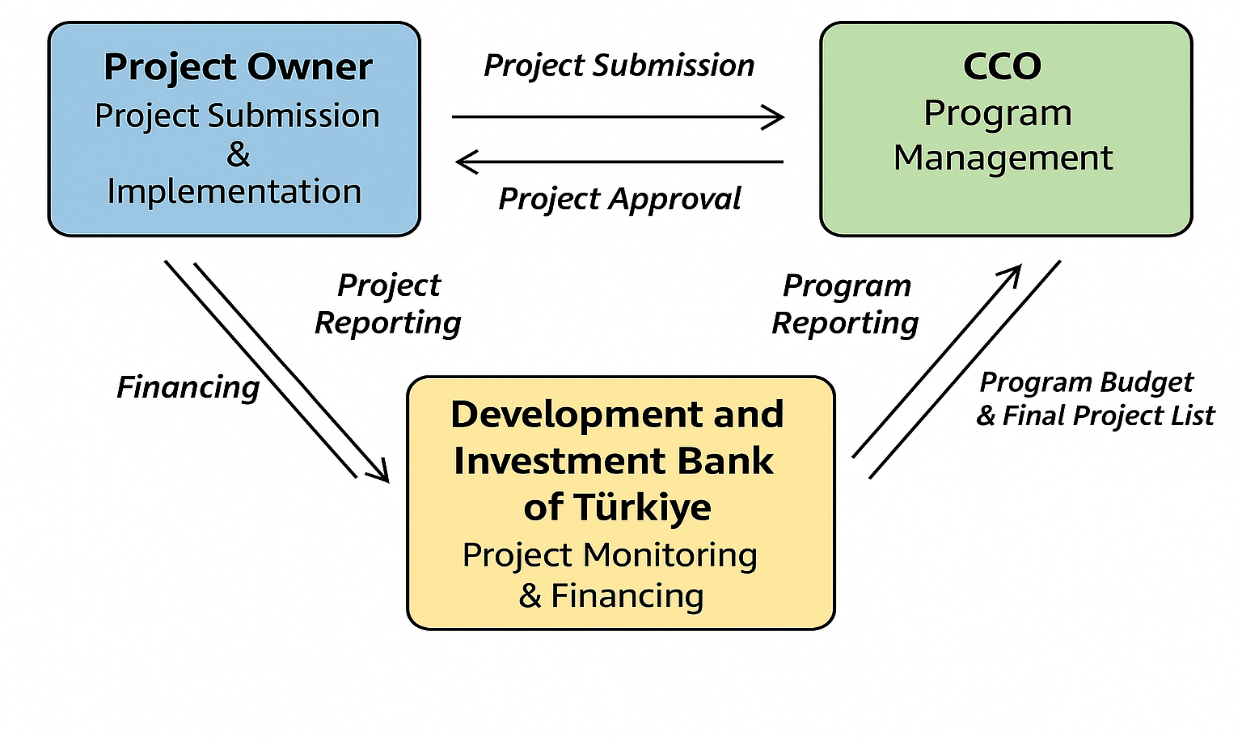 Project Owner
Project Submission
&
Implementation
Project Submission
Project Approval
CCO
Program
Management
Project
Reporting
Financing
Program
Reporting
Program Budget
& Final Project List
Development and
Investment Bank
of Türkiye
Project Monitoring
& Financing